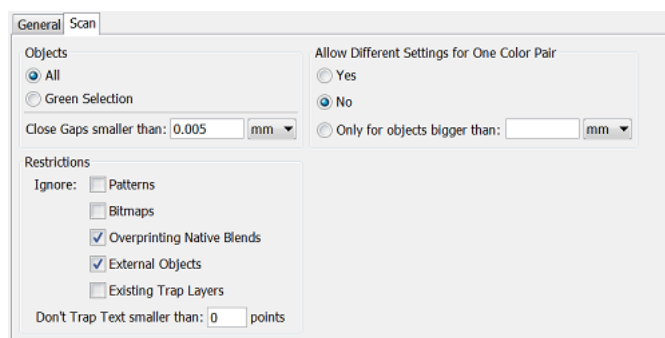 General Scan
Objects
All
Green Selection
Close Gaps smaller than: 0.005 mm
Allow Different Settings for One Color Pair
Yes
No
Only for objects bigger than: mm
Restrictions
Ignore: Patterns
Bitmaps
Overprinting Native Blends
External Objects
Existing Trap Layers
Don't Trap Text smaller than: 0 points